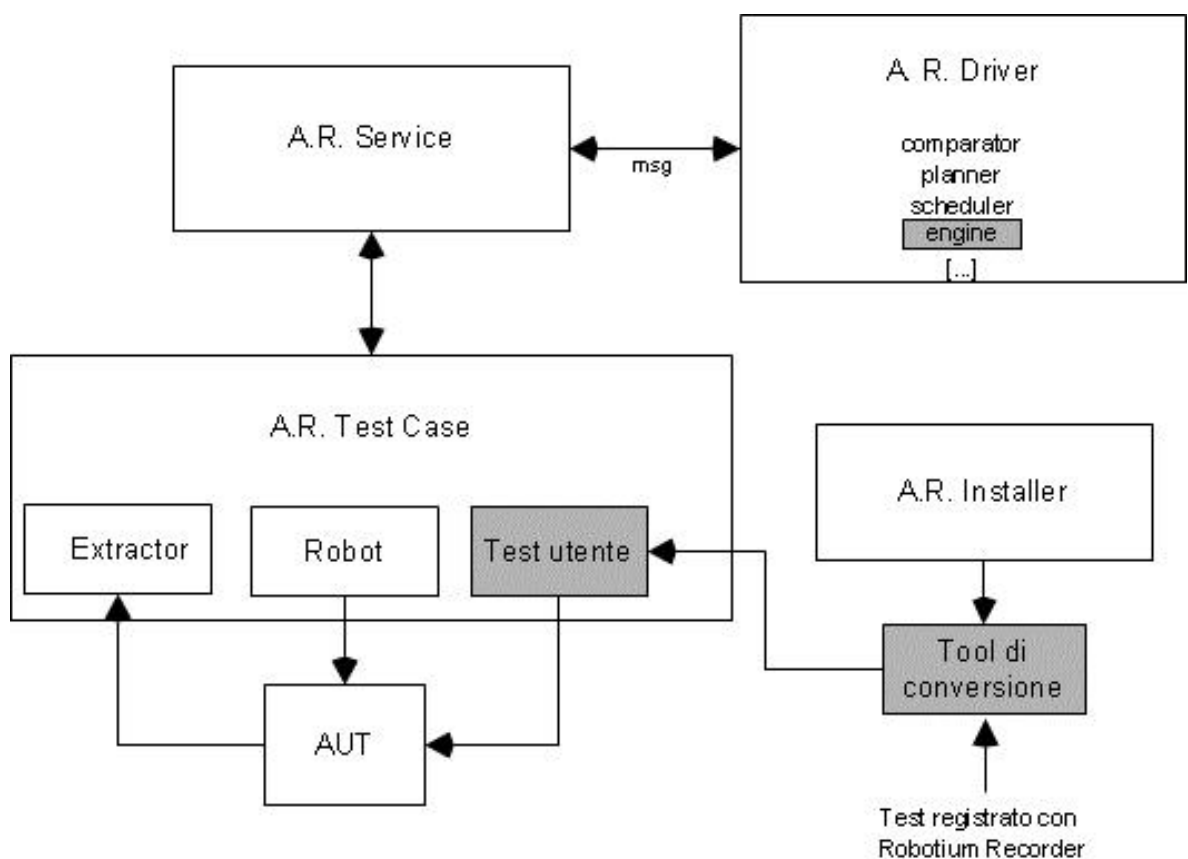 A. R. Driver
A.R. Service
comparator
msg
planner
scheduler
engine
[...]
A.R. Test Case
A.R. Installer
Extractor
Robot
Test utente
Tool di
conversione
AUT
Test registrato con
Robotium Recorder